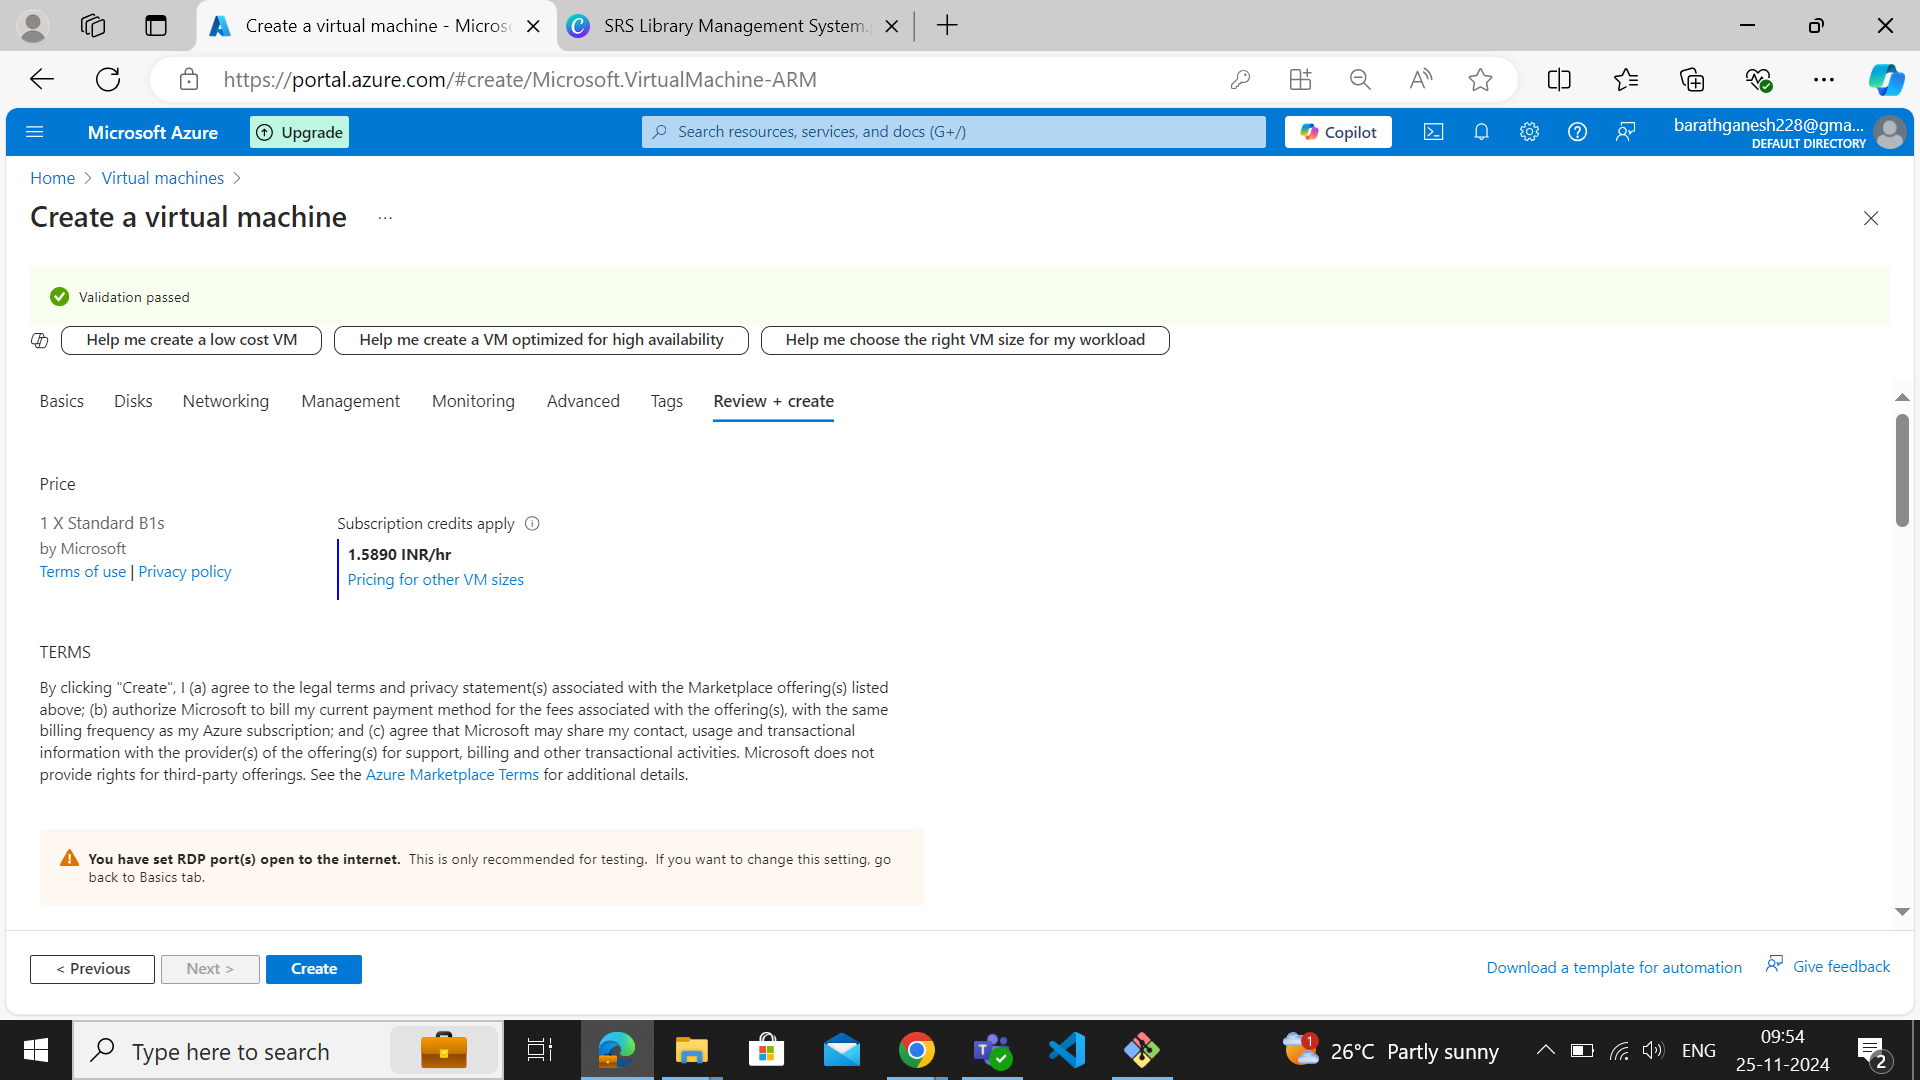 Create a virtual machine - Micros
SRS Library Management System.
https://portal.azure.com/#create/Microsoft.VirtualMachine-ARM
Microsoft Azure
Upgrade
Search resources, services, and docs (G+/)
Copilot
barathganesh228@gma...
DEFAULT DIRECTORY
Home > Virtual machines >
Create a virtual machine ...
Validation passed
Help me create a low cost VM
Help me create a VM optimized for high availability
Help me choose the right VM size for my workload
Basics Disks Networking Management Monitoring Advanced Tags Review + create
Price
1 X Standard B1s
by Microsoft
Terms of use | Privacy policy
Subscription credits apply
1.5890 INR/hr
Pricing for other VM sizes
TERMS
By clicking "Create", I (a) agree to the legal terms and privacy statement(s) associated with the Marketplace offering(s) listed
above; (b) authorize Microsoft to bill my current payment method for the fees associated with the offering(s), with the same
billing frequency as my Azure subscription; and (c) agree that Microsoft may share my contact, usage and transactional
information with the provider(s) of the offering(s) for support, billing and other transactional activities. Microsoft does not
provide rights for third-party offerings. See the Azure Marketplace Terms for additional details.
You have set RDP port(s) open to the internet. This is only recommended for testing. If you want to change this setting, go
back to Basics tab.
< Previous Next > Create
Download a template for automation Give feedback
Type here to search
1
26°C Partly sunny
ENG
09:54
25-11-2024
2